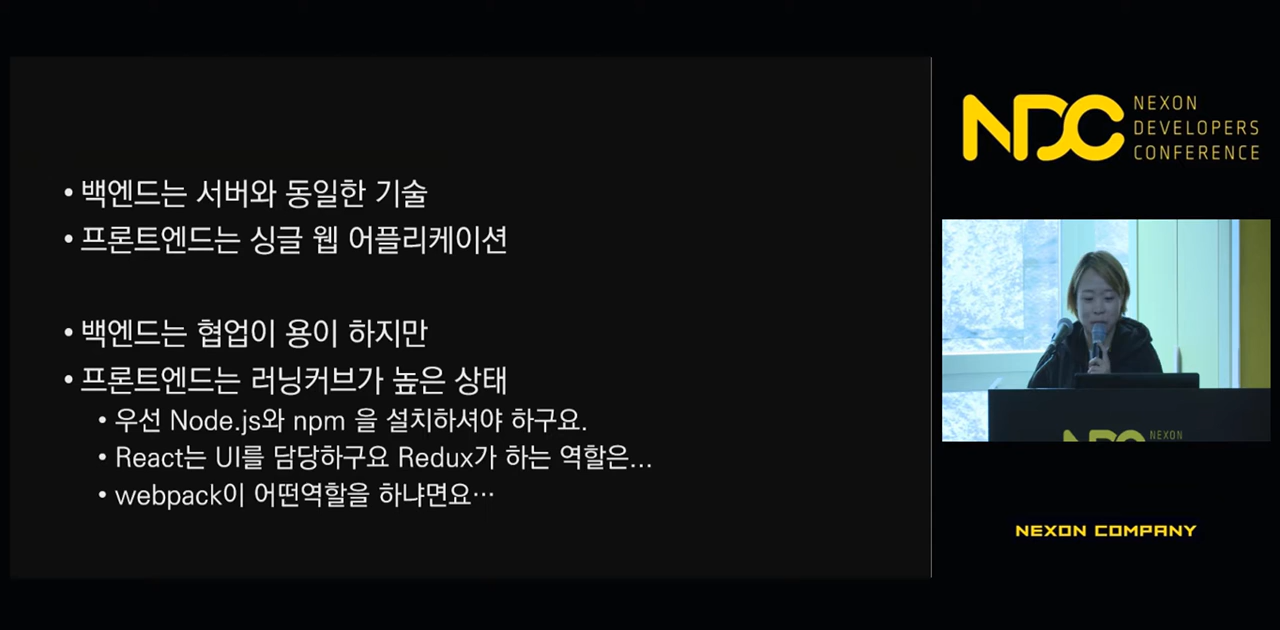 • 백엔드는 서버와 동일한 기술
• 프론트엔드는 싱글 웹 어플리케이션
• 백엔드는 협업이 용이 하지만
• 프론트엔드는 러닝커브가 높은 상태
• 우선 Node.js와 npm 을 설치하셔야 하구요.
• React는 UI를 담당하구요 Redux가 하는 역할은...
• webpack이 어떤역할을 하냐면요…
NDC
NEXON
DEVELOPERS
CONFERENCE
NDC
NEXON
NEXON COMPANY